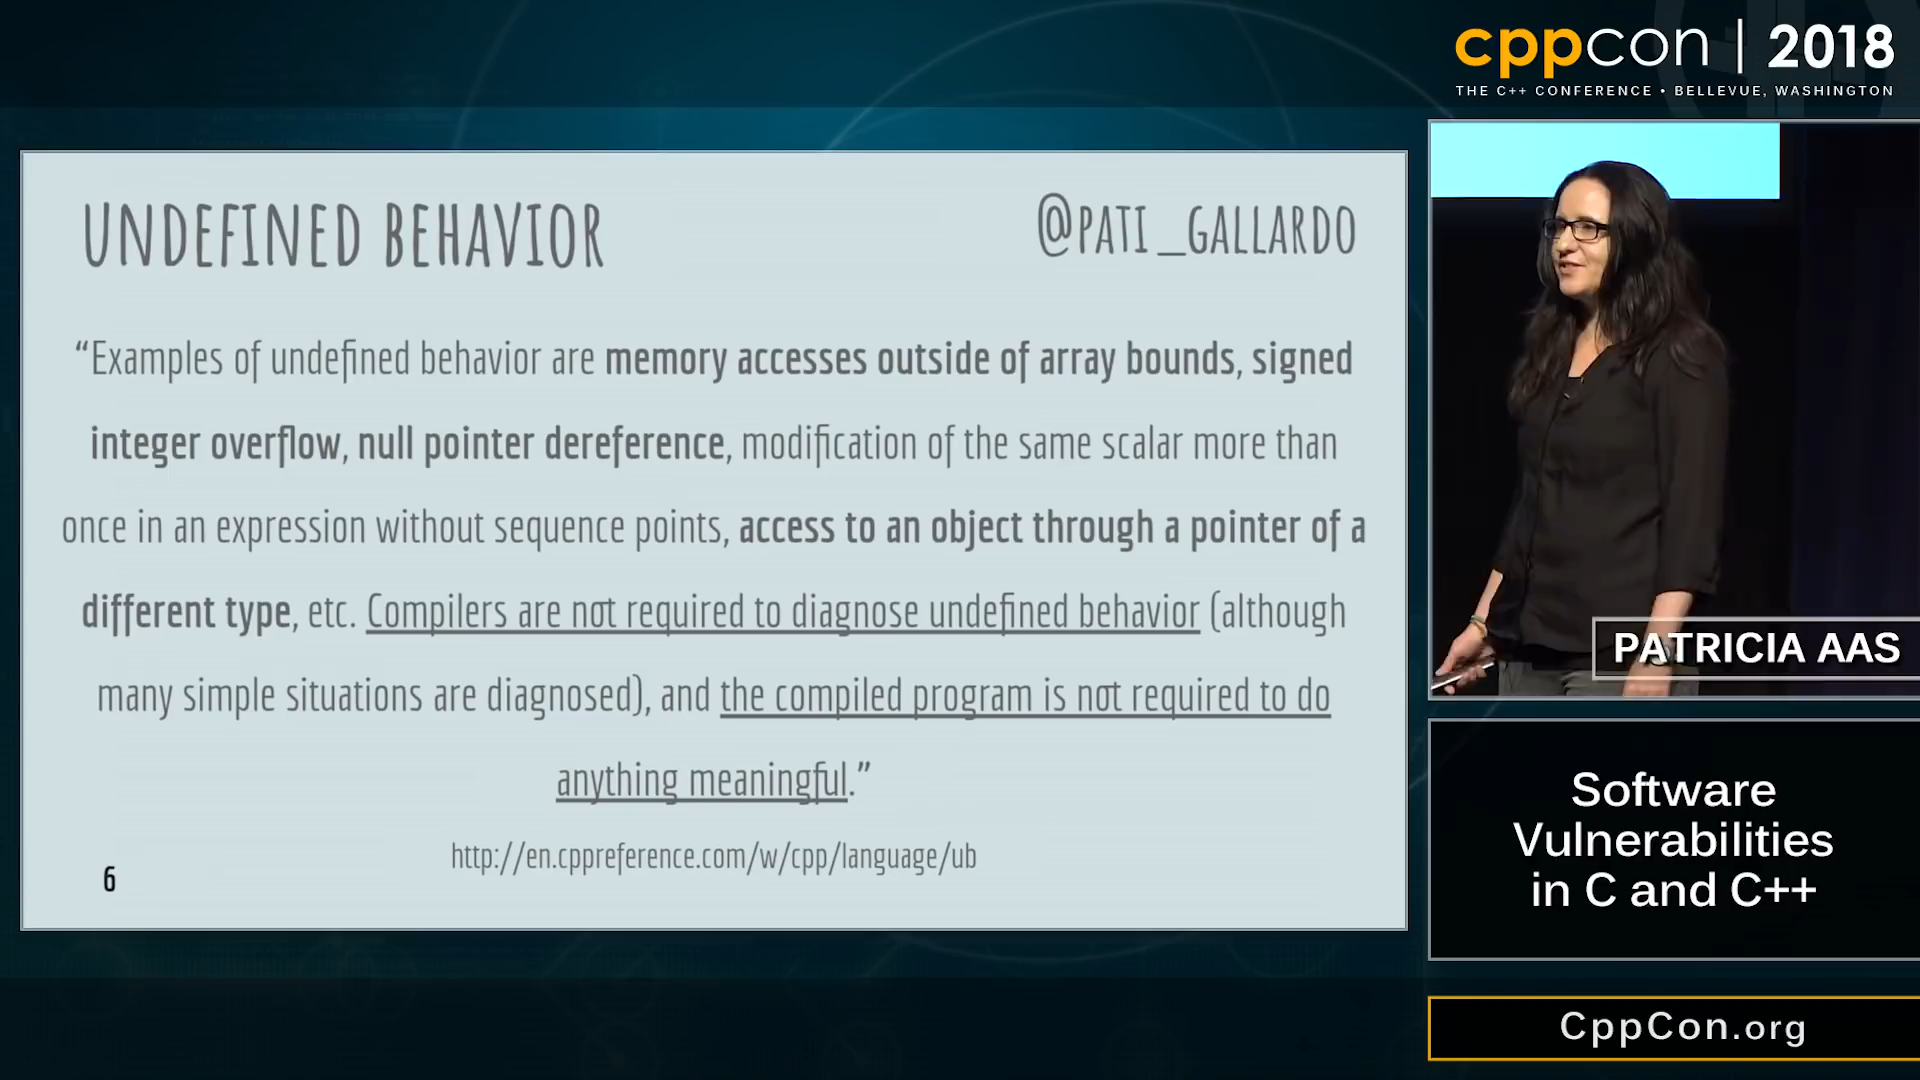 cppcon | 2018
THE C++ CONFERENCE • BELLEVUE, WASHINGTON
UNDEFINED BEHAVIOR
@PATI_GALLARDO
“Examples of undefined behavior are memory accesses outside of array bounds, signed
integer overflow, null pointer dereference, modification of the same scalar more than
once in an expression without sequence points, access to an object through a pointer of a
different type, etc. Compilers are not required to diagnose undefined behavior (although
many simple situations are diagnosed), and the compiled program is not required to do
anything meaningful.”
http://en.cppreference.com/w/cpp/language/ub
6
PATRICIA AAS
Software
Vulnerabilities
in C and C++
CppCon.org